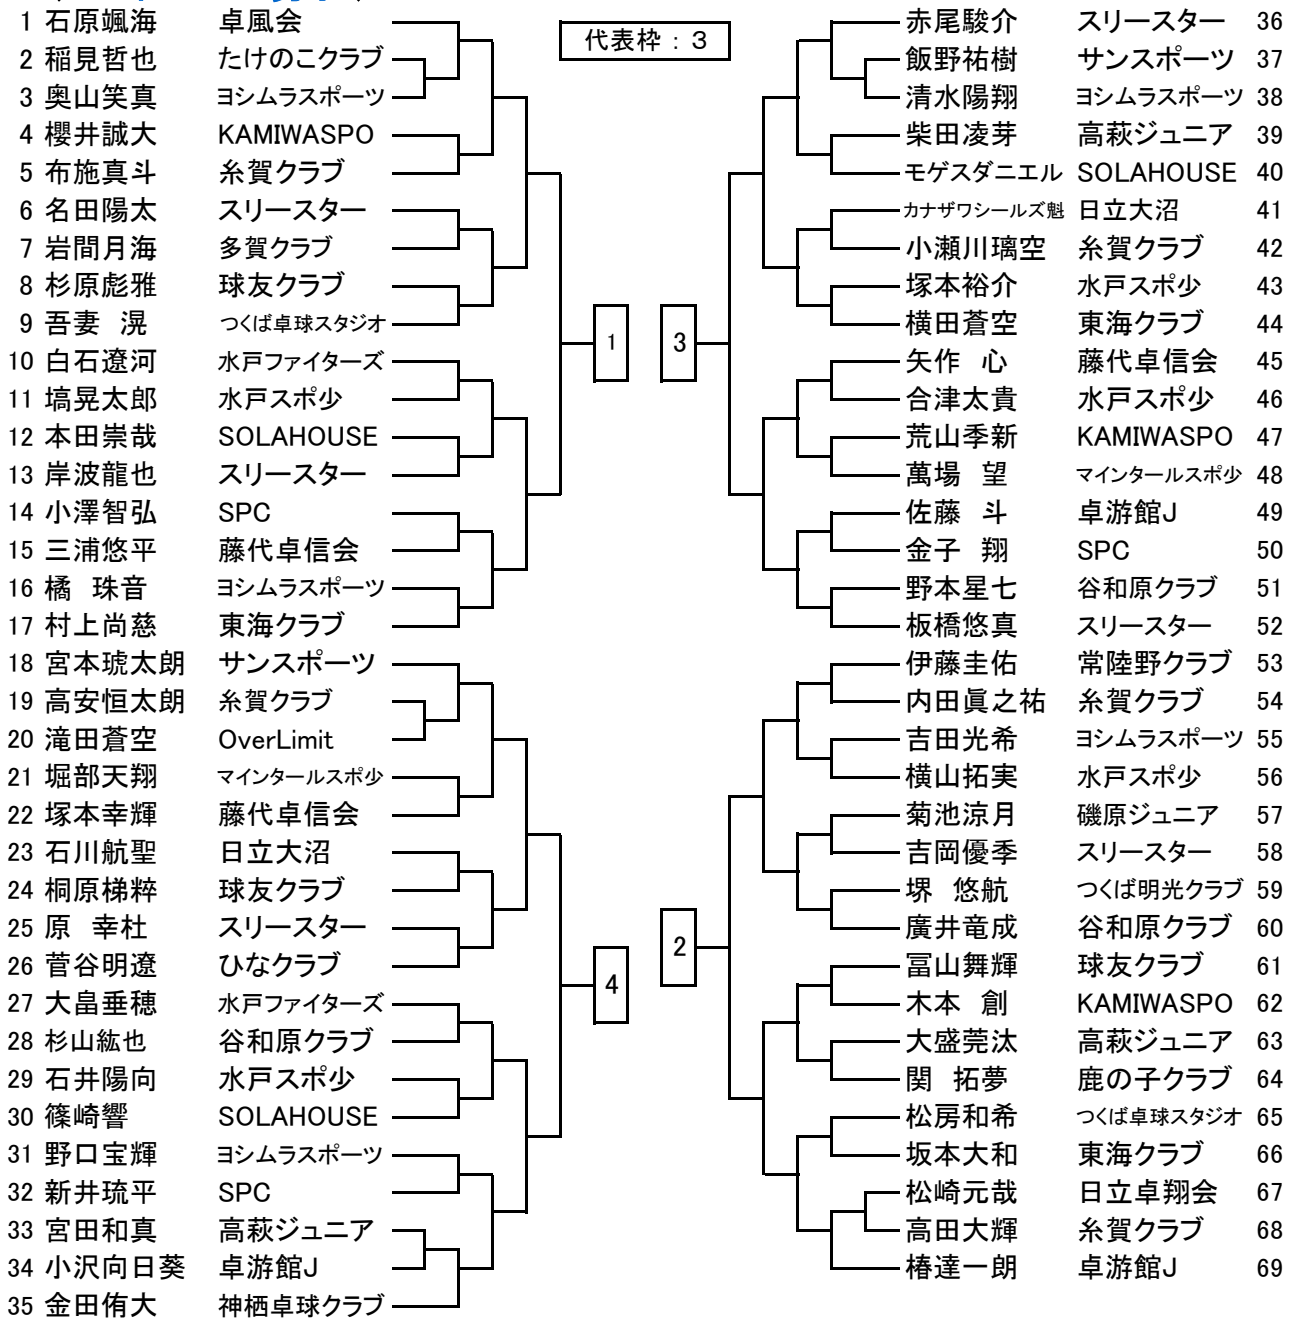 代表枠：３
1 石原颯海 卓風会
2 稲見哲也 たけのこクラブ
3 奥山笑真 ヨシムラスポーツ
4 櫻井誠大 KAMIWASPO
5 布施真斗 糸賀クラブ
6 名田陽太 スリースター
7 岩間月海 多賀クラブ
8 杉原彪雅 球友クラブ
9 吾妻 滉 つくば卓球スタジオ
10 白石遼河 水戸ファイターズ
11 塙晃太郎 水戸スポ少
12 本田崇哉 SOLAHOUSE
13 岸波龍也 スリースター
14 小澤智弘 SPC
15 三浦悠平 藤代卓信会
16 橘 珠音 ヨシムラスポーツ
17 村上尚慈 東海クラブ
1
18 宮本琥太朗 サンスポーツ
19 高安恒太朗 糸賀クラブ
20 滝田蒼空 OverLimit
21 堀部天翔 マインタールスポ少
22 塚本幸輝 藤代卓信会
23 石川航聖 日立大沼
24 桐原梯粹 球友クラブ
25 原 幸杜 スリースター
26 菅谷明遼 ひなクラブ
27 大畠垂穂 水戸ファイターズ
28 杉山紘也 谷和原クラブ
29 石井陽向 水戸スポ少
30 篠崎響 SOLAHOUSE
31 野口宝輝 ヨシムラスポーツ
32 新井琉平 SPC
33 宮田和真 高萩ジュニア
34 小沢向日葵 卓游館J
35 金田侑大 神栖卓球クラブ
4
赤尾駿介 スリースター 36
飯野祐樹 サンスポーツ 37
清水陽翔 ヨシムラスポーツ 38
柴田凌芽 高萩ジュニア 39
モゲスダニエル SOLAHOUSE 40
カナザワシールズ魁 日立大沼 41
小瀬川璃空 糸賀クラブ 42
塚本裕介 水戸スポ少 43
横田蒼空 東海クラブ 44
矢作 心 藤代卓信会 45
合津太貴 水戸スポ少 46
荒山季新 KAMIWASPO 47
萬場 望 マインタールスポ少 48
佐藤 斗 卓游館J 49
金子 翔 SPC 50
野本星七 谷和原クラブ 51
板橋悠真 スリースター 52
3
伊藤圭佑 常陸野クラブ 53
内田眞之祐 糸賀クラブ 54
吉田光希 ヨシムラスポーツ 55
横山拓実 水戸スポ少 56
菊池涼月 磯原ジュニア 57
吉岡優季 スリースター 58
堺 悠航 つくば明光クラブ 59
廣井竜成 谷和原クラブ 60
冨山舞輝 球友クラブ 61
木本 創 KAMIWASPO 62
大盛莞汰 高萩ジュニア 63
関 拓夢 鹿の子クラブ 64
松房和希 つくば卓球スタジオ 65
坂本大和 東海クラブ 66
松崎元哉 日立卓翔会 67
高田大輝 糸賀クラブ 68
椿達一朗 卓游館J 69
2